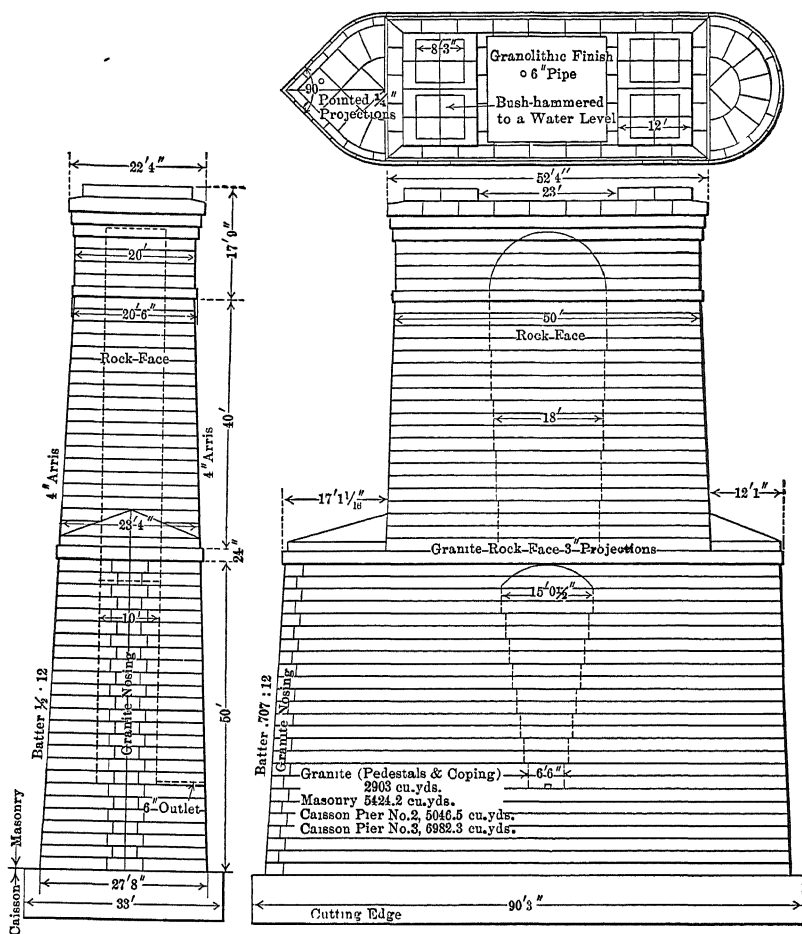 8'3"
Granolithic Finish
6" Pipe
90°
Pointed ¼"
Projections
Bush-hammered
to a Water Level
12'
22'4"
52'4"
23'
17'9"
20'
20'6"
50'
Rock-Face
Rock-Face
40'
18'
4" Arris
4" Arris
17'1 1/16"
12'1"
23'4"
24"
Granite-Rock-Face-3" Projections
15'0½"
10'
Granite-Nosing
Batter ½ : 12
50'
Batter .707 : 12
Granite Nosing
Granite (Pedestals & Coping)
2903 cu.yds.
6'6"
Masonry 5424.2 cu.yds.
Caisson Pier No.2, 5046.5 cu.yds.
Caisson Pier No.3, 6982.3 cu.yds.
6" Outlet
Masonry
27'8"
Caisson
33'
90'3"
Cutting Edge